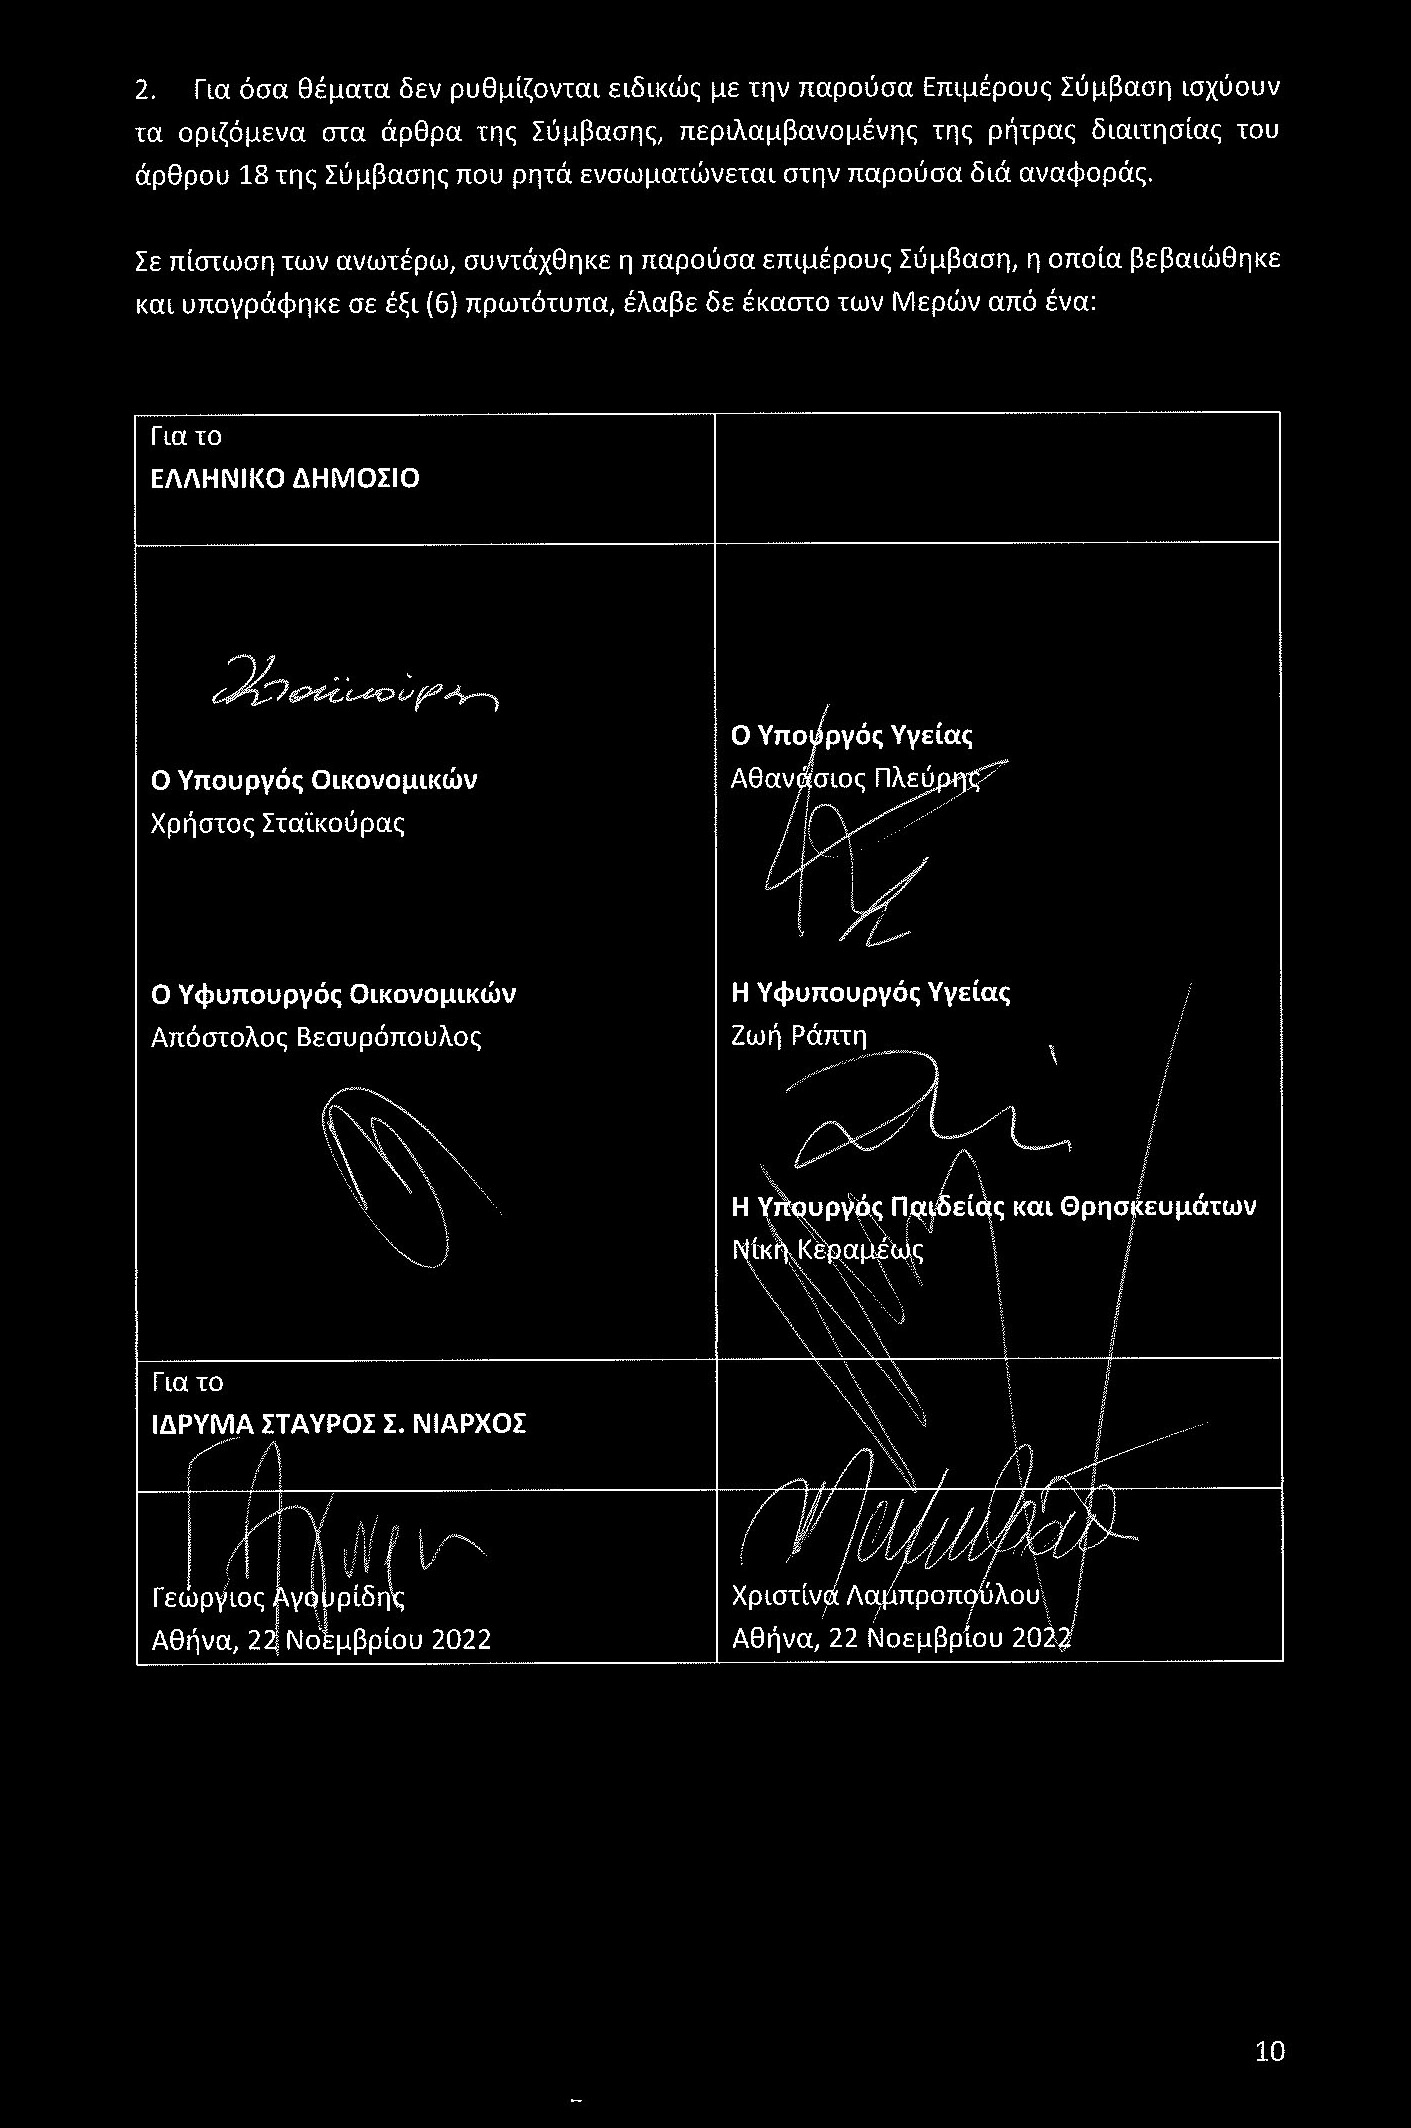 2. Για όσα θέματα δεν ρυθμίζονται ειδικώς με την παρούσα Επιμέρους Σύμβαση ισχύουν
τα οριζόμενα στα άρθρα της Σύμβασης, περιλαμβανομένης της ρήτρας διαιτησίας του
άρθρου 18 της Σύμβασης που ρητά ενσωματώνεται στην παρούσα διά αναφοράς.
Σε πίστωση των ανωτέρω, συντάχθηκε η παρούσα επιμέρους Σύμβαση, η οποία βεβαιώθηκε
και υπογράφηκε σε έξι (6) πρωτότυπα, έλαβε δε έκαστο των Μερών από ένα:
Για το
ΕΛΛΗΝΙΚΟ ΔΗΜΟΣΙΟ
Ο Υπουργός Οικονομικών
Χρήστος Σταϊκούρας
Ο Υπουργός Υγείας
Αθανάσιος Πλεύρης
Ο Υφυπουργός Οικονομικών
Απόστολος Βεσυρόπουλος
Η Υφυπουργός Υγείας
Ζωή Ράπτη
Η Υπουργός Παιδείας και Θρησκευμάτων
Νίκη Κεραμέως
Για το
ΙΔΡΥΜΑ ΣΤΑΥΡΟΣ Σ. ΝΙΑΡΧΟΣ
Γεώργιος Αγουρίδης
Αθήνα, 22 Νοεμβρίου 2022
Χριστίνα Λαμπροπούλου
Αθήνα, 22 Νοεμβρίου 2022
10